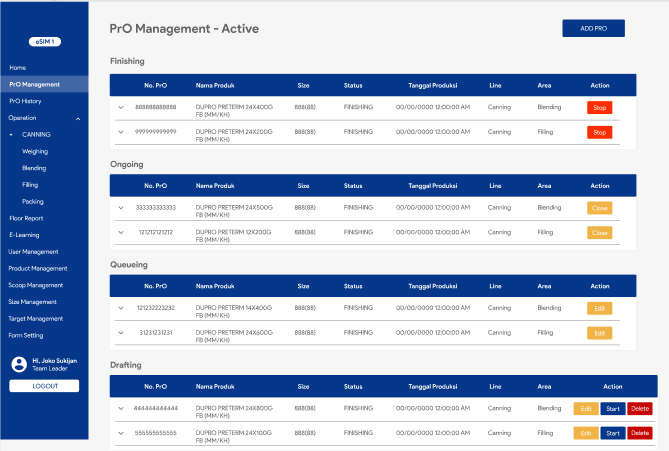 eSIM 1
Home
PrO Management
PrO History
Operation
CANNING
Weighing
Blending
Filling
Packing
Floor Report
E-Learning
User Management
Product Management
Scoop Management
Size Management
Target Management
Form Setting
Hi, Joko Sukijan
Team Leader
LOGOUT
PrO Management - Active
ADD PRO
Finishing
No. PrO Nama Produk Size Status Tanggal Produksi Line Area Action
888888888888 DUPRO PRETERM 24X400G 888(88) FINISHING 00/00/0000 12:00:00 AM Canning Blending Stop
FB (MM/KH)
999999999999 DUPRO PRETERM 24X200G 888(88) FINISHING 00/00/0000 12:00:00 AM Canning Filling Stop
FB (MM/KH)
Ongoing
No. PrO Nama Produk Size Status Tanggal Produksi Line Area Action
333333333333 DUPRO PRETERM 24X500G 888(88) FINISHING 00/00/0000 12:00:00 AM Canning Blending Close
FB (MM/KH)
121212121212 DUPRO PRETERM 12X200G 888(88) FINISHING 00/00/0000 12:00:00 AM Canning Filling Close
FB (MM/KH)
Queueing
No. PrO Nama Produk Size Status Tanggal Produksi Line Area Action
121232223232 DUPRO PRETERM 14X400G 888(88) FINISHING 00/00/0000 12:00:00 AM Canning Blending Edit
FB (MM/KH)
31231231231 DUPRO PRETERM 24X600G 888(88) FINISHING 00/00/0000 12:00:00 AM Canning Filling Edit
FB (MM/KH)
Drafting
No. PrO Nama Produk Size Status Tanggal Produksi Line Area Action
444444444444 DUPRO PRETERM 24X800G 888(88) FINISHING 00/00/0000 12:00:00 AM Canning Blending Edit Start Delete
FB (MM/KH)
555555555555 DUPRO PRETERM 24X100G 888(88) FINISHING 00/00/0000 12:00:00 AM Canning Filling Edit Start Delete
FB (MM/KH)